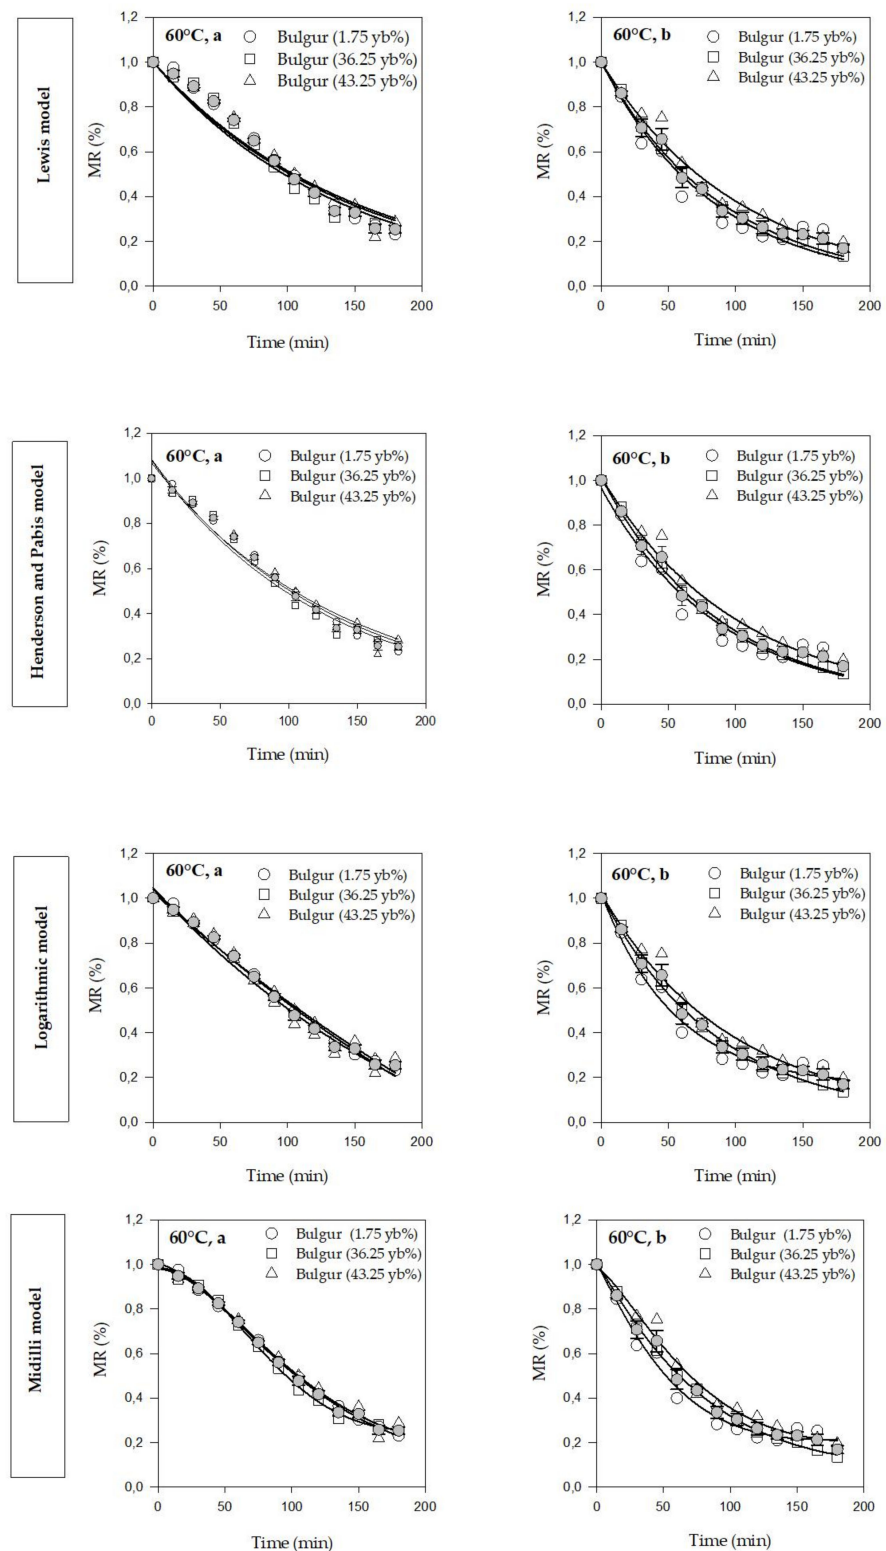 Lewis model
MR (%)
1,2
1,0
0,8
0,6
0,4
0,2
0,0
60°C, a
Bulgur (1.75 yb%)
Bulgur (36.25 yb%)
Bulgur (43.25 yb%)
0 50 100 150 200
Time (min)
MR (%)
1,2
1,0
0,8
0,6
0,4
0,2
0,0
60°C, b
Bulgur (1.75 yb%)
Bulgur (36.25 yb%)
Bulgur (43.25 yb%)
0 50 100 150 200
Time (min)
Henderson and Pabis model
MR (%)
1,2
1,0
0,8
0,6
0,4
0,2
0,0
60°C, a
Bulgur (1.75 yb%)
Bulgur (36.25 yb%)
Bulgur (43.25 yb%)
0 50 100 150 200
Time (min)
MR (%)
1,2
1,0
0,8
0,6
0,4
0,2
0,0
60°C, b
Bulgur (1.75 yb%)
Bulgur (36.25 yb%)
Bulgur (43.25 yb%)
0 50 100 150 200
Time (min)
Logarithmic model
MR (%)
1,2
1,0
0,8
0,6
0,4
0,2
0,0
60°C, a
Bulgur (1.75 yb%)
Bulgur (36.25 yb%)
Bulgur (43.25 yb%)
0 50 100 150 200
Time (min)
MR (%)
1,2
1,0
0,8
0,6
0,4
0,2
0,0
60°C, b
Bulgur (1.75 yb%)
Bulgur (36.25 yb%)
Bulgur (43.25 yb%)
0 50 100 150 200
Time (min)
Midilli model
MR (%)
1,2
1,0
0,8
0,6
0,4
0,2
0,0
60°C, a
Bulgur (1.75 yb%)
Bulgur (36.25 yb%)
Bulgur (43.25 yb%)
0 50 100 150 200
Time (min)
MR (%)
1,2
1,0
0,8
0,6
0,4
0,2
0,0
60°C, b
Bulgur (1.75 yb%)
Bulgur (36.25 yb%)
Bulgur (43.25 yb%)
0 50 100 150 200
Time (min)